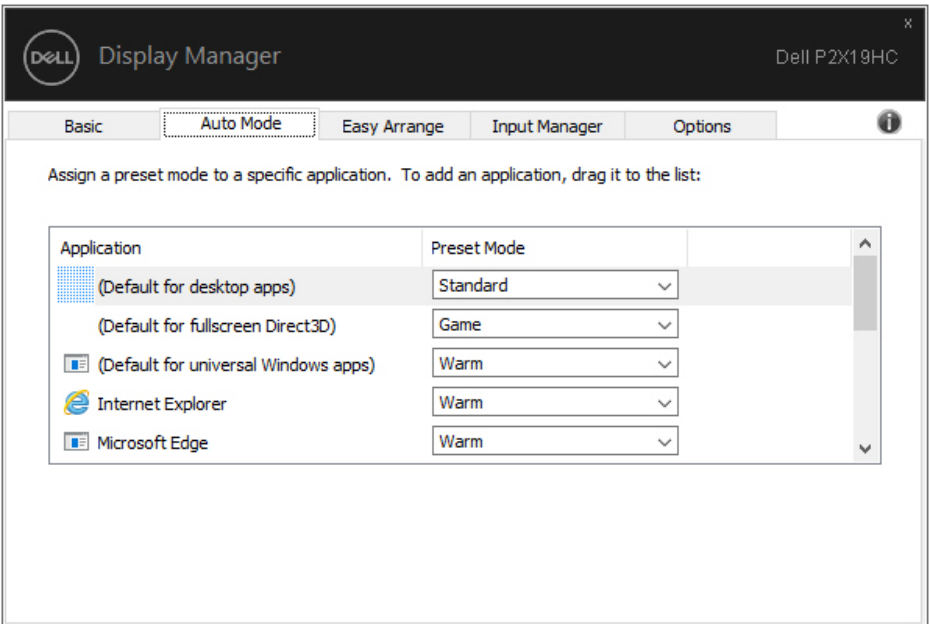 x
DELL Display Manager
Dell P2X19HC
Basic Auto Mode Easy Arrange Input Manager Options
Assign a preset mode to a specific application. To add an application, drag it to the list:
Application Preset Mode
(Default for desktop apps) Standard
(Default for fullscreen Direct3D) Game
(Default for universal Windows apps) Warm
Internet Explorer Warm
Microsoft Edge Warm